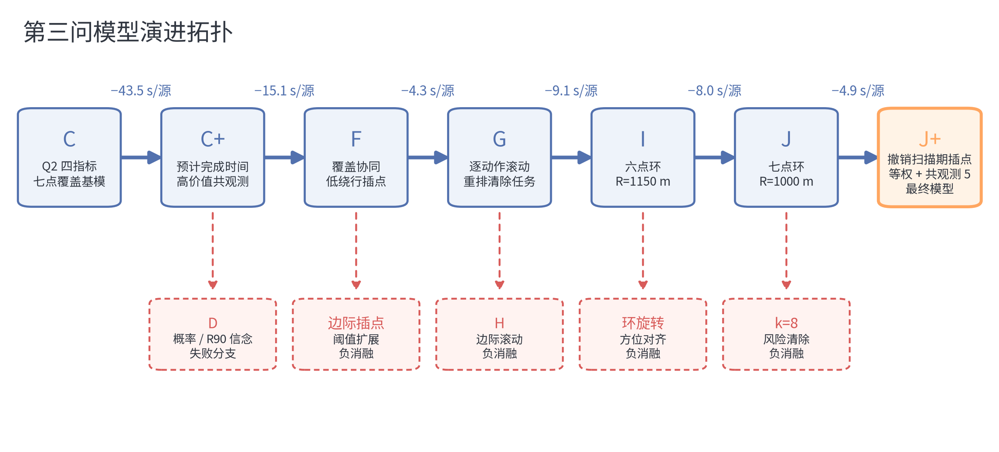 第三问模型演进拓扑
−43.5 s/源
−15.1 s/源
−4.3 s/源
−9.1 s/源
−8.0 s/源
−4.9 s/源
C
Q2 四指标
七点覆盖基模
C+
预计完成时间
高价值共观测
F
覆盖协同
低绕行插点
G
逐动作滚动
重排清除任务
I
六点环
R=1150 m
J
七点环
R=1000 m
J+
撤销扫描期插点
等权 + 共观测 5
最终模型
D
概率 / R90 信念
失败分支
边际插点
阈值扩展
负消融
H
边际滚动
负消融
环旋转
方位对齐
负消融
k=8
风险清除
负消融